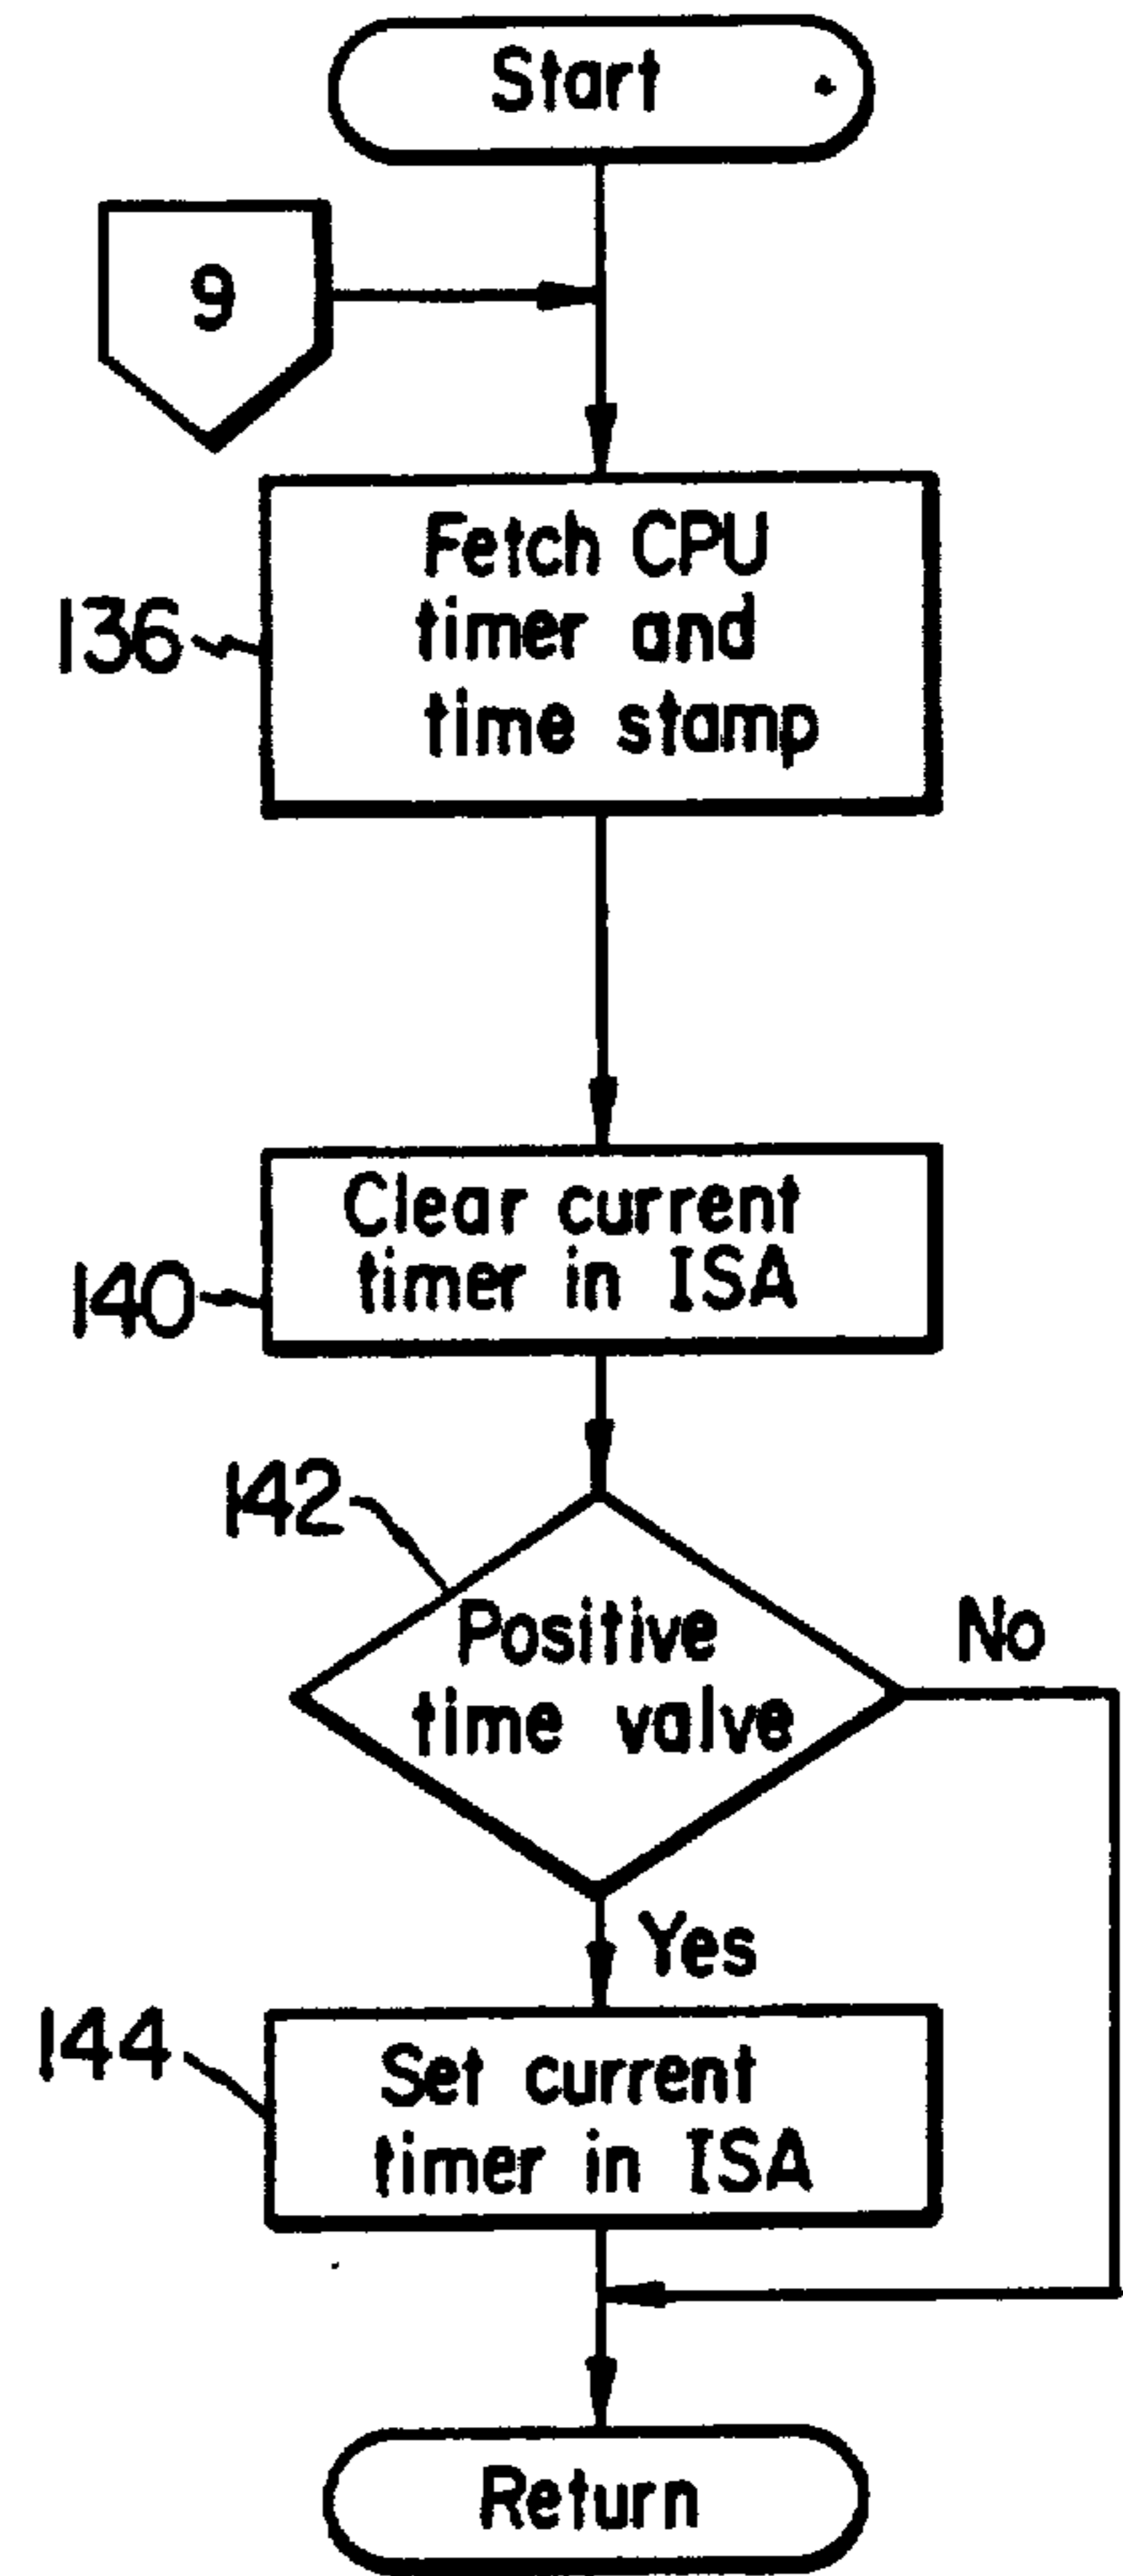 Start
9
Fetch CPU
timer and
time stamp
136
Clear current
timer in ISA
140
142
Positive
time valve
No
Yes
144
Set current
timer in ISA
Return